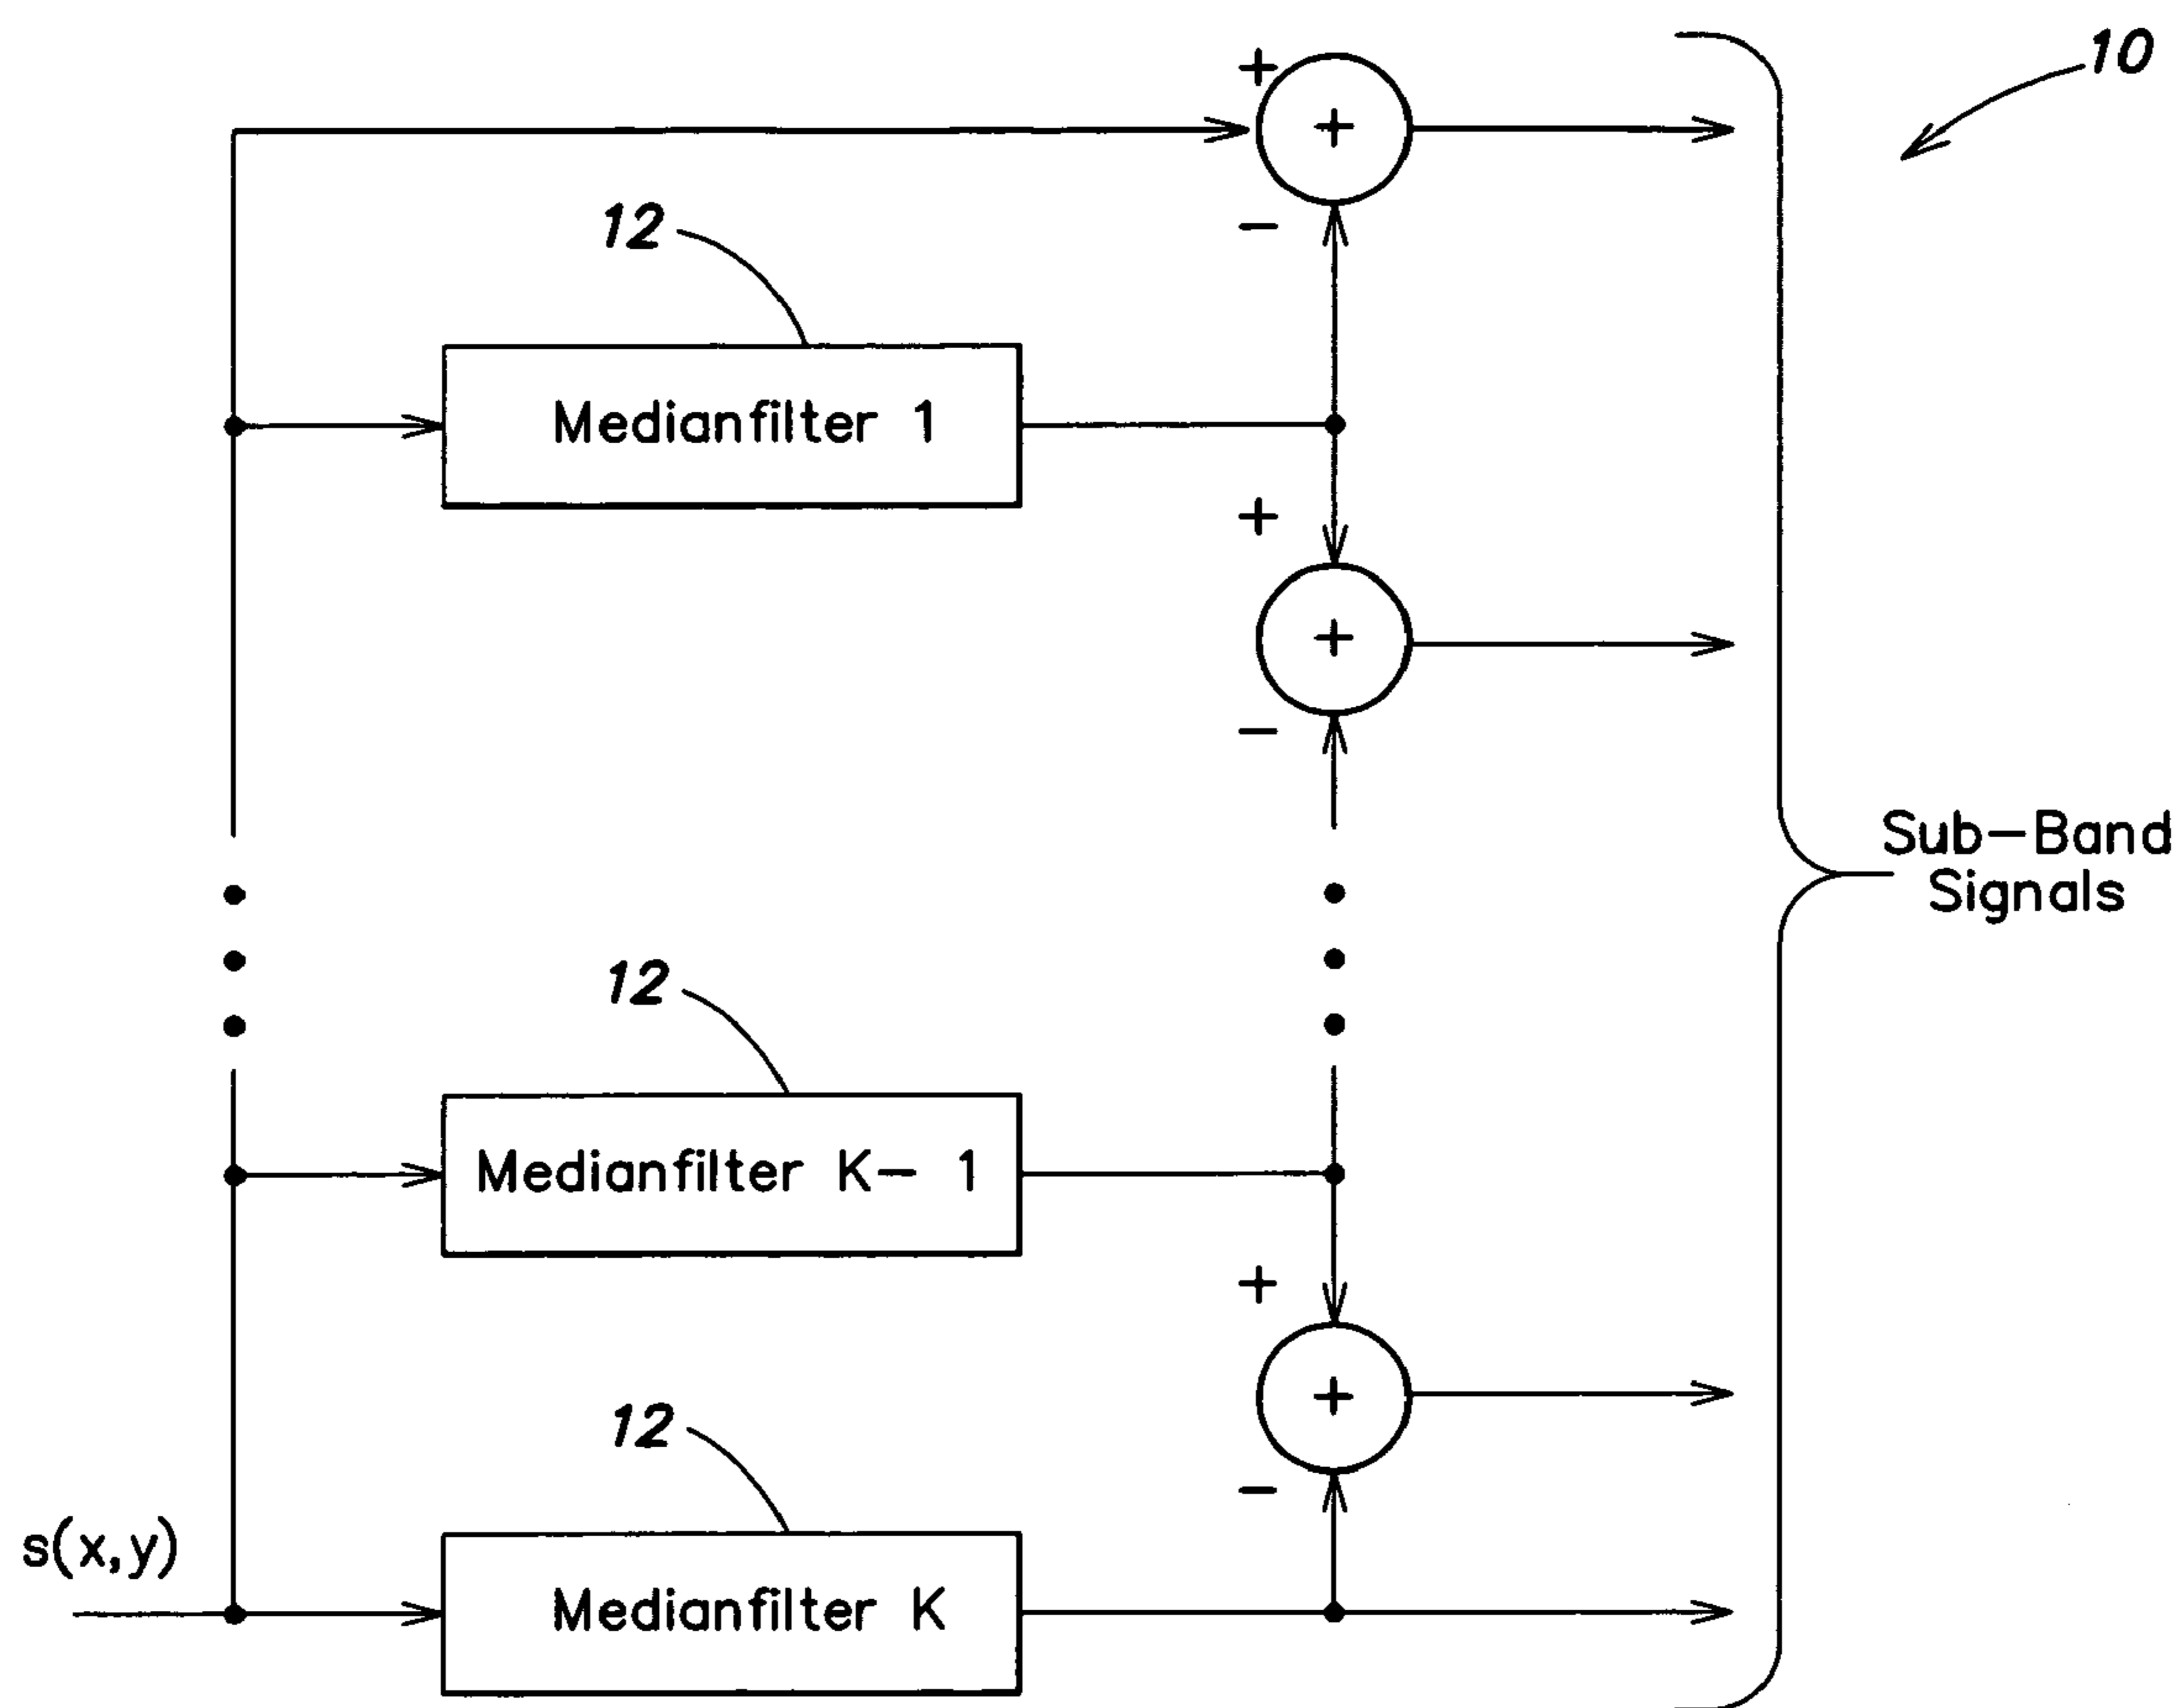 10
+
+
−
12
Medianfilter 1
+
+
−
Sub-Band
Signals
12
Medianfilter K- 1
+
+
−
12
s(x,y)
Medianfilter K